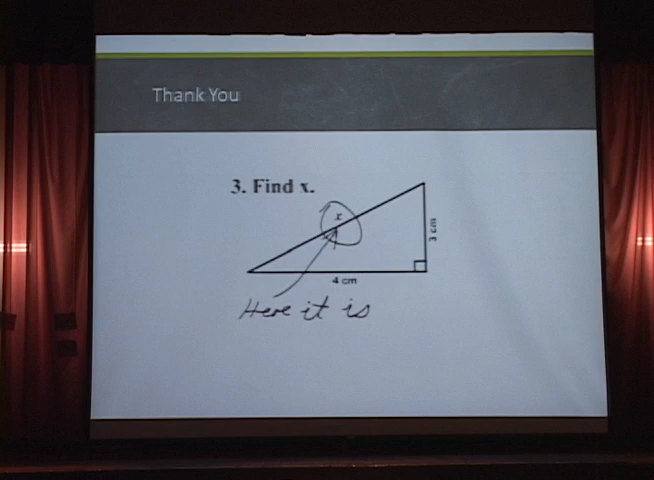 Thank You
3. Find x.
x
3 cm
4 cm
Here it is